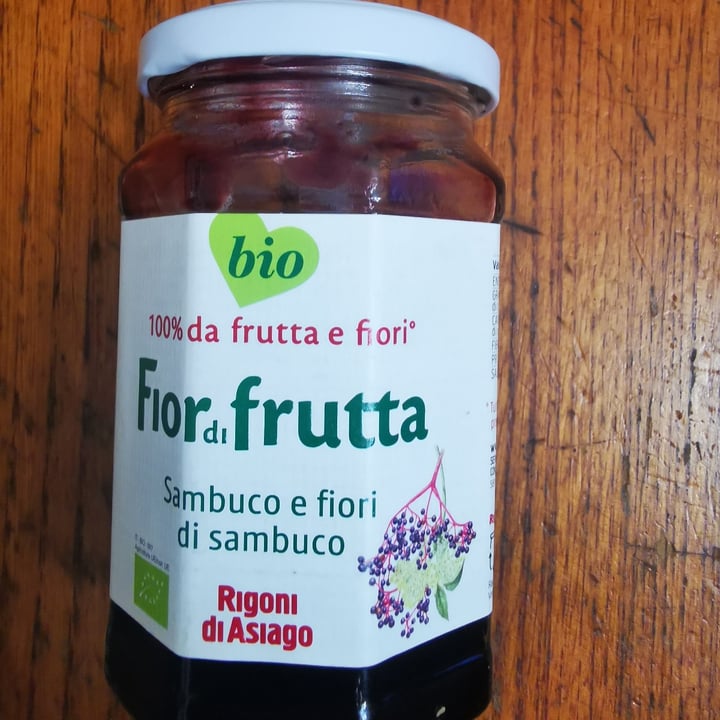 bio
100% da frutta e fiori°
Fior di frutta
Sambuco e fiori
di sambuco
Rigoni
di Asiago